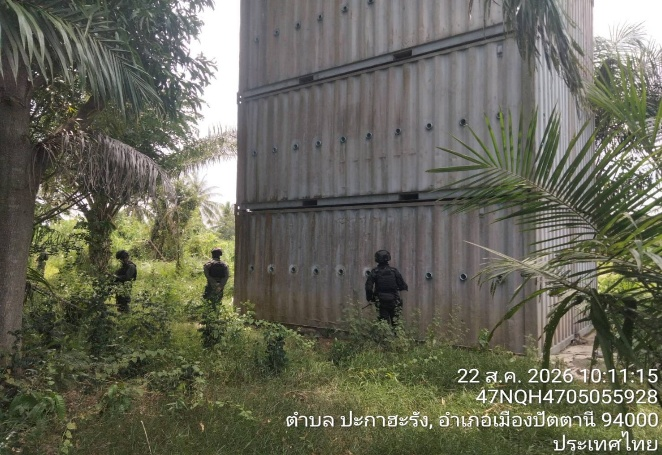 22 ส.ค. 2026 10:11:15
47NQH4705055928
ตำบล ปะกาฮะรัง, อำเภอเมืองปัตตานี 94000
ประเทศไทย